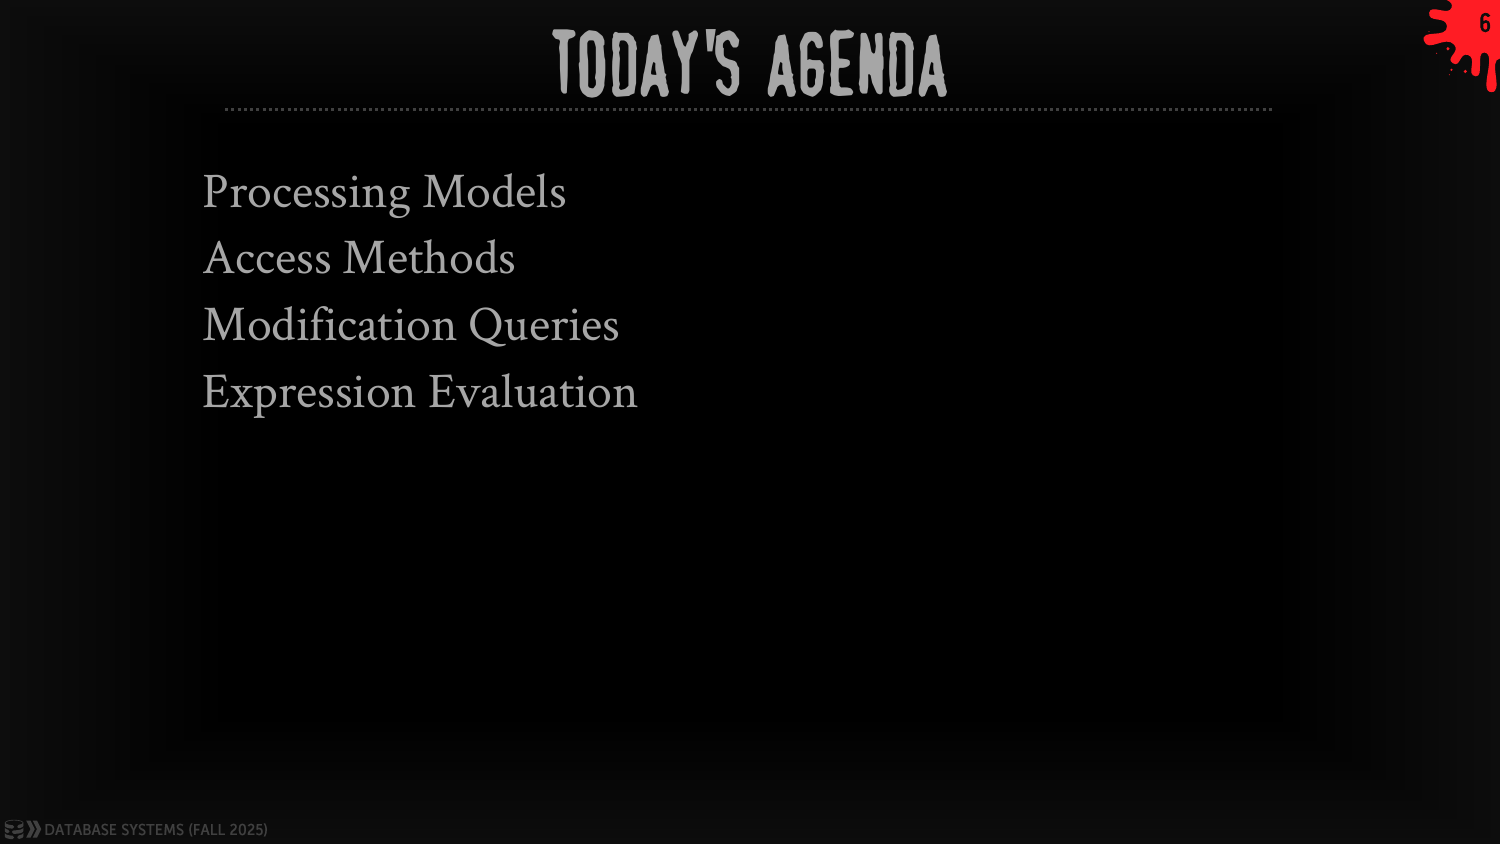 TODAY'S AGENDA
6
Processing Models
Access Methods
Modification Queries
Expression Evaluation
DATABASE SYSTEMS (FALL 2025)